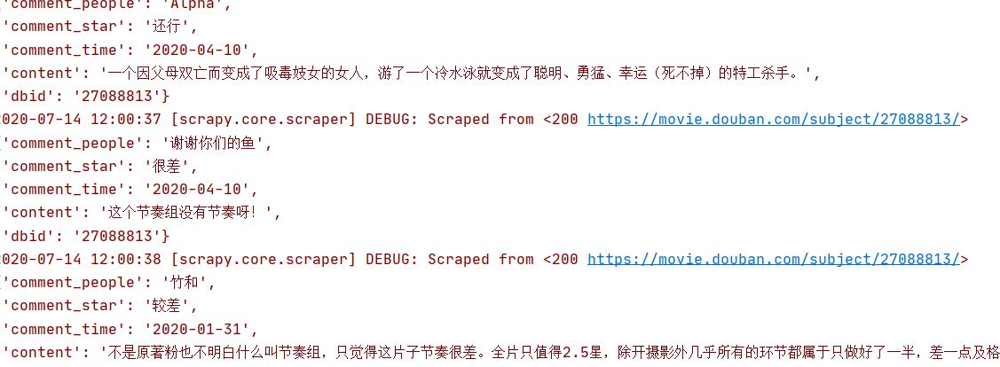 'comment_people': 'Alpha',
'comment_star': '还行',
'comment_time': '2020-04-10',
'content': '一个因父母双亡而变成了吸毒妓女的女人，游了一个冷水泳就变成了聪明、勇猛、幸运（死不掉）的特工杀手。',
'dbid': '27088813'}
2020-07-14 12:00:37 [scrapy.core.scraper] DEBUG: Scraped from <200 https://movie.douban.com/subject/27088813/>
{'comment_people': '谢谢你们的鱼',
'comment_star': '很差',
'comment_time': '2020-04-10',
'content': '这个节奏组没有节奏呀！',
'dbid': '27088813'}
2020-07-14 12:00:38 [scrapy.core.scraper] DEBUG: Scraped from <200 https://movie.douban.com/subject/27088813/>
{'comment_people': '竹和',
'comment_star': '较差',
'comment_time': '2020-01-31',
'content': '不是原著粉也不明白什么叫节奏组，只觉得这片子节奏很差。全片只值得2.5星，除开摄影外几乎所有的环节都属于只做好了一半，差一点及格